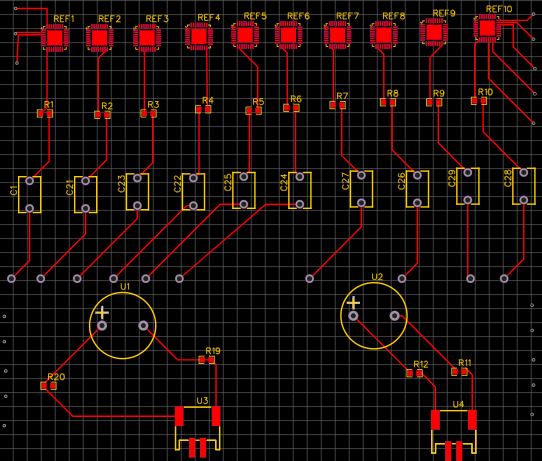 REF1 REF2 REF3 REF4 REF5 REF6 REF7 REF8 REF9 REF10
R1 R2 R3 R4 R5 R6 R7 R8 R9 R10
C1 C21 C23 C22 C25 C24 C27 C26 C29 C28
U1 U2
R19
R20 R12 R11
U3 U4